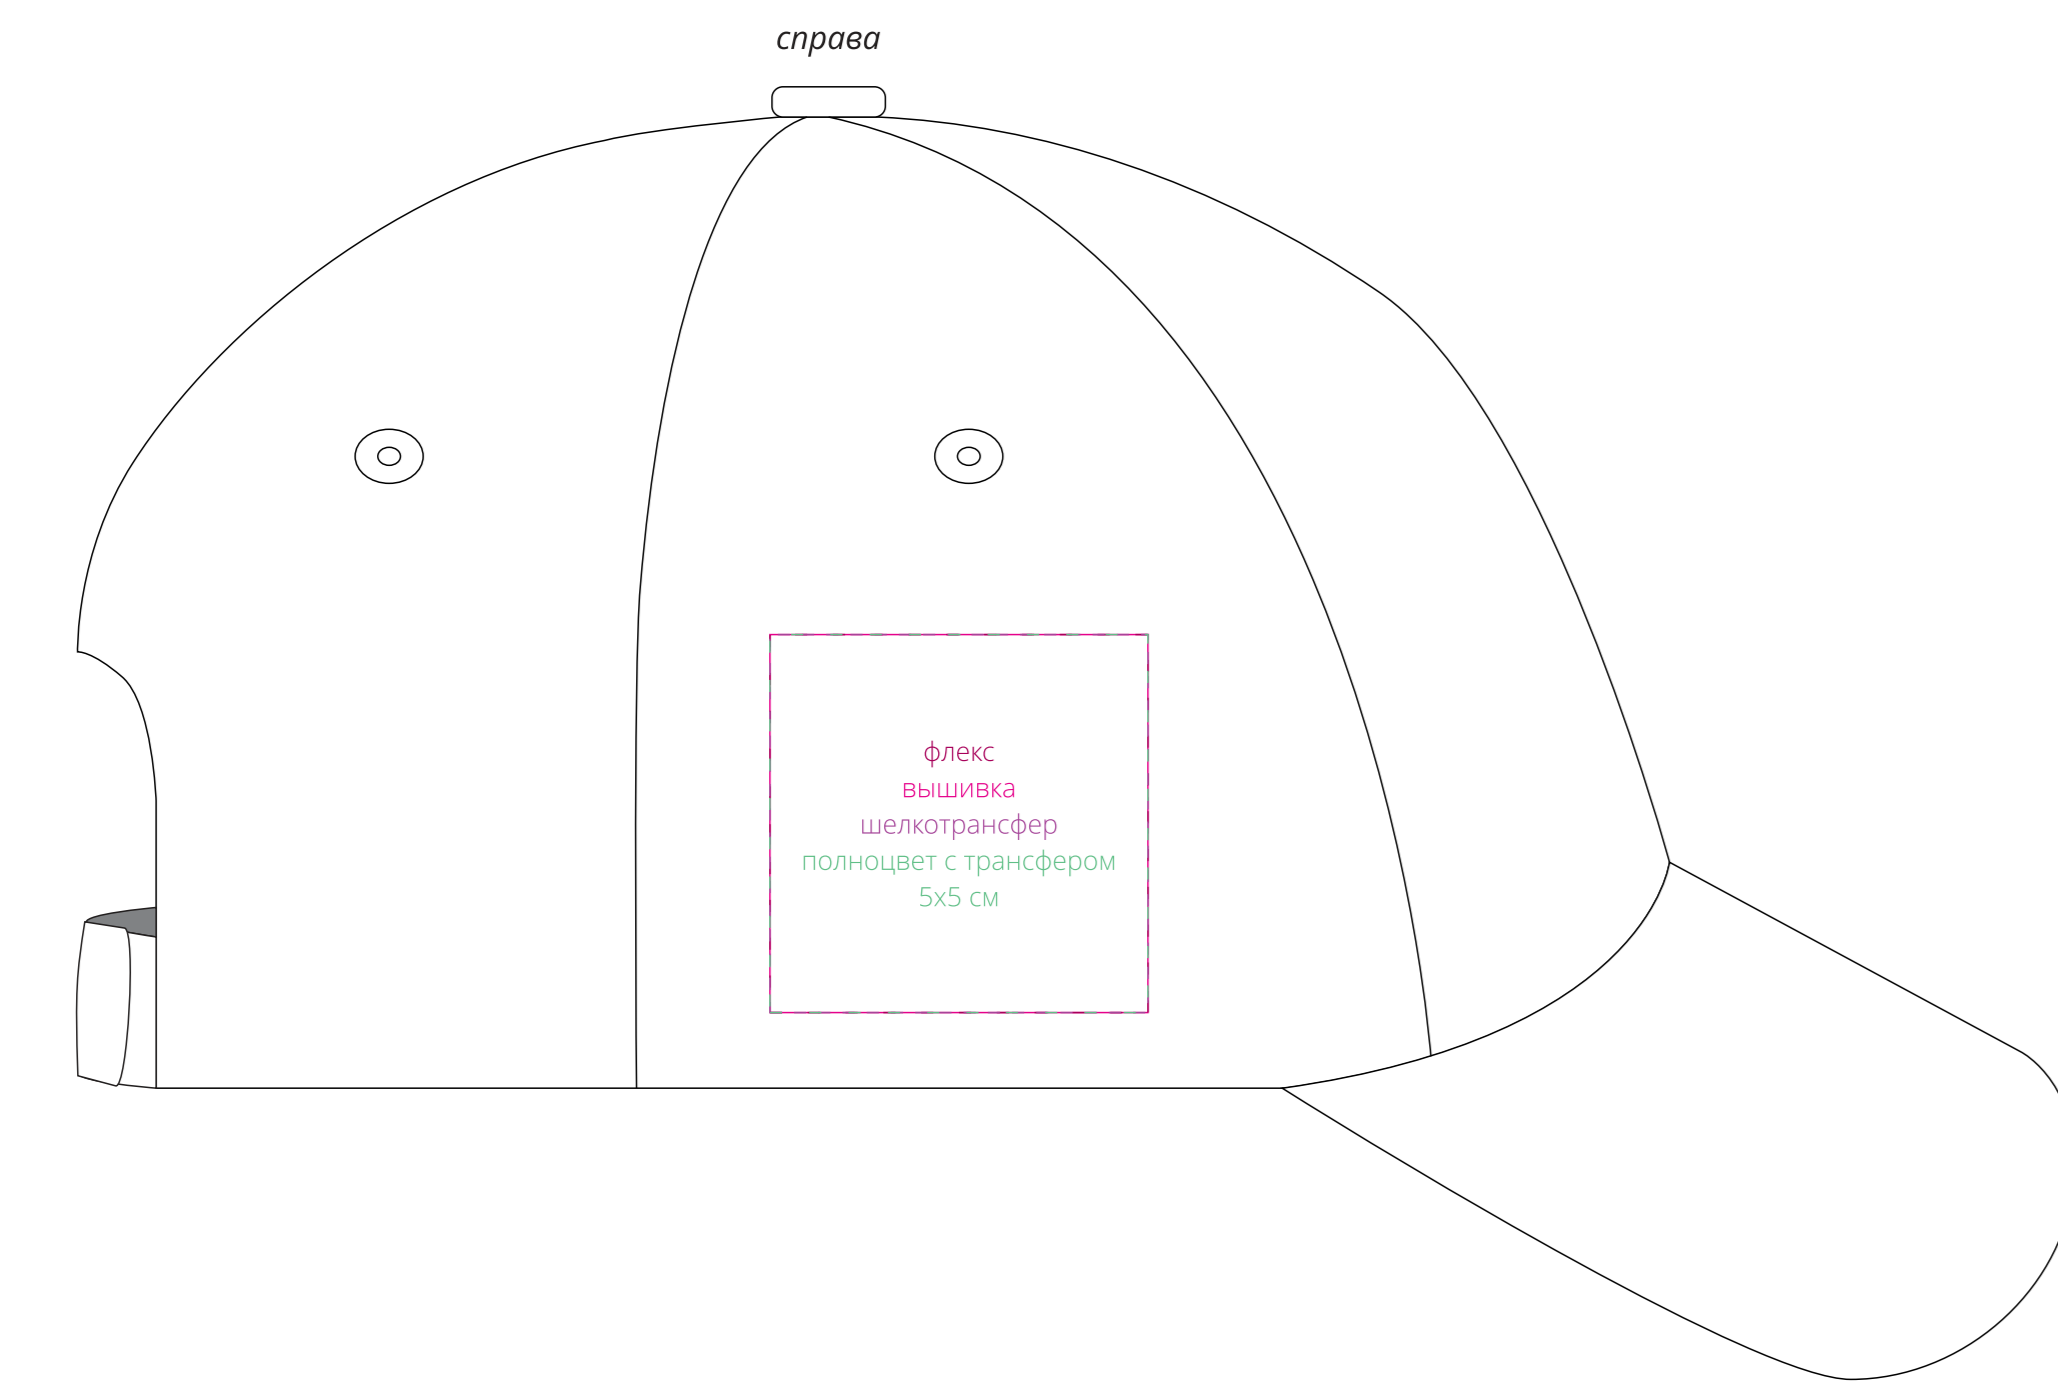 справа
флекс
вышивка
шелкотрансфер
полноцвет с трансфером
5х5 см